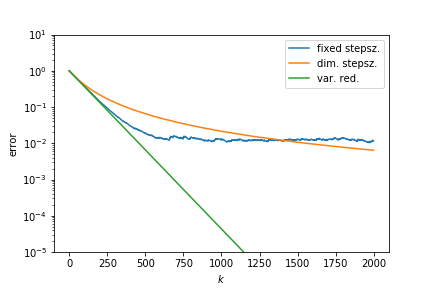 10¹
10⁰
10⁻¹
10⁻²
10⁻³
10⁻⁴
10⁻⁵
error
fixed stepsz.
dim. stepsz.
var. red.
0 250 500 750 1000 1250 1500 1750 2000
k